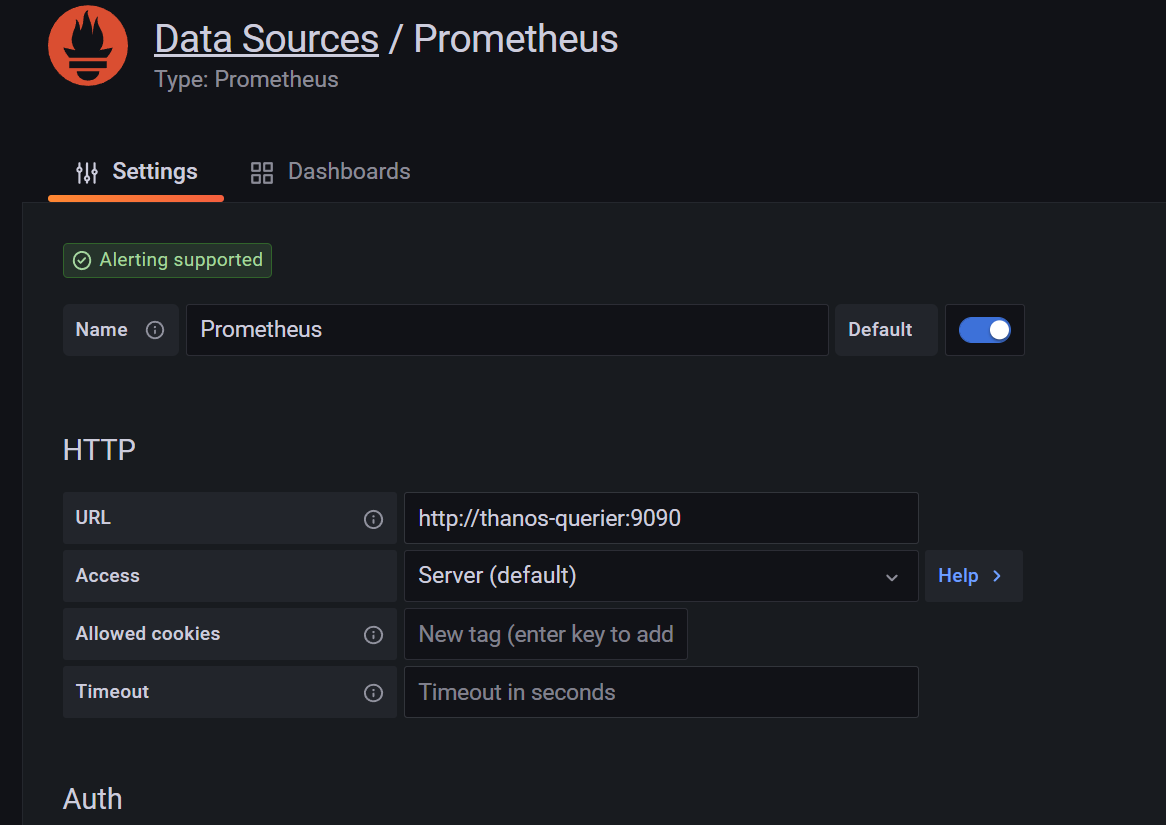 Data Sources / Prometheus
Type: Prometheus
Settings Dashboards
Alerting supported
Name Prometheus Default
HTTP
URL http://thanos-querier:9090
Access Server (default) Help
Allowed cookies New tag (enter key to add
Timeout Timeout in seconds
Auth